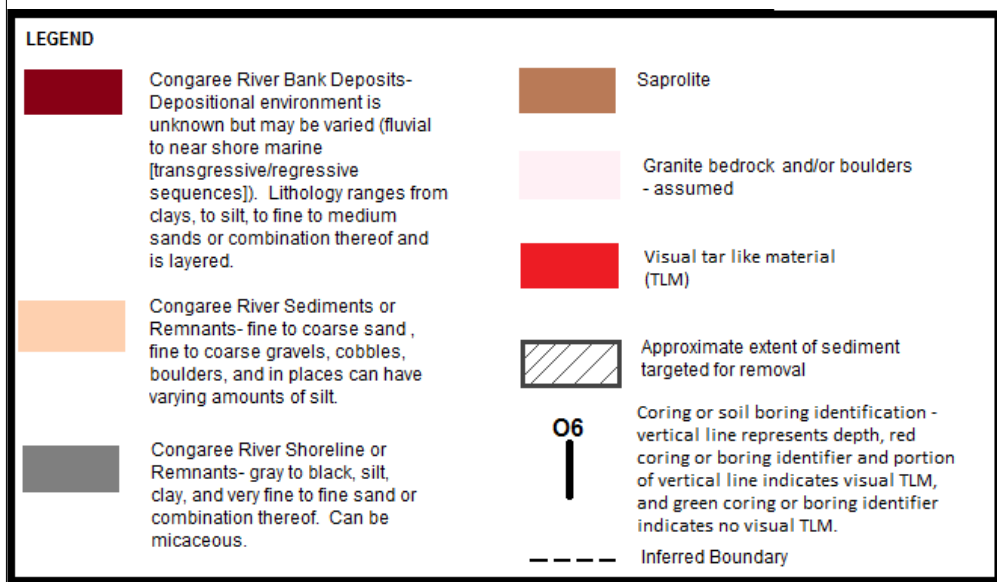 LEGEND
Congaree River Bank Deposits-
Depositional environment is
unknown but may be varied (fluvial
to near shore marine
[transgressive/regressive
sequences]).  Lithology ranges from
clays, to silt, to fine to medium
sands or combination thereof and
is layered.
Congaree River Sediments or
Remnants- fine to coarse sand ,
fine to coarse gravels, cobbles,
boulders, and in places can have
varying amounts of silt.
Congaree River Shoreline or
Remnants- gray to black, silt,
clay, and very fine to fine sand or
combination thereof.  Can be
micaceous.
Saprolite
Granite bedrock and/or boulders
- assumed
Visual tar like material
(TLM)
Approximate extent of sediment
targeted for removal
O6
Coring or soil boring identification -
vertical line represents depth, red
coring or boring identifier and portion
of vertical line indicates visual TLM,
and green coring or boring identifier
indicates no visual TLM.
Inferred Boundary